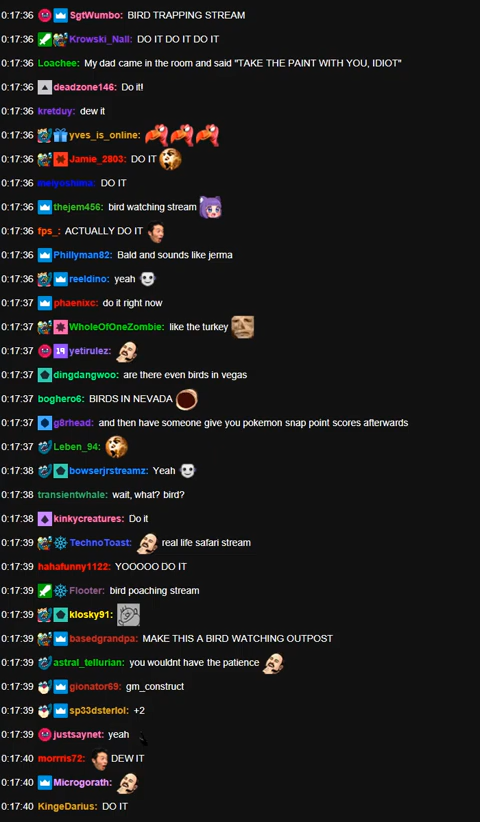 0:17:36 SgtWumbo: BIRD TRAPPING STREAM
0:17:36 Krowski_Nall: DO IT DO IT DO IT
0:17:36 Loachee: My dad came in the room and said "TAKE THE PAINT WITH YOU, IDIOT"
0:17:36 deadzone146: Do it!
0:17:36 kretduy: dew it
0:17:36 yves_is_online:
0:17:36 Jamie_2803: DO IT
0:17:36 meiyoshima: DO IT
0:17:36 thejem456: bird watching stream
0:17:36 fps_: ACTUALLY DO IT
0:17:36 Phillyman82: Bald and sounds like jerma
0:17:36 reeldino: yeah
0:17:37 phaenixc: do it right now
0:17:37 WholeOfOneZombie: like the turkey
0:17:37 19 yetirulez:
0:17:37 dingdangwoo: are there even birds in vegas
0:17:37 boghero6: BIRDS IN NEVADA
0:17:37 g8rhead: and then have someone give you pokemon snap point scores afterwards
0:17:37 Leben_94:
0:17:38 bowserjrstreamz: Yeah
0:17:38 transientwhale: wait, what? bird?
0:17:38 kinkycreatures: Do it
0:17:39 TechnoToast: real life safari stream
0:17:39 hahafunny1122: YOOOOO DO IT
0:17:39 Flooter: bird poaching stream
0:17:39 klosky91:
0:17:39 basedgrandpa: MAKE THIS A BIRD WATCHING OUTPOST
0:17:39 astral_tellurian: you wouldnt have the patience
0:17:39 gionator69: gm_construct
0:17:39 sp33dsterlol: +2
0:17:39 justsaynet: yeah
0:17:40 morrris72: DEW IT
0:17:40 Microgorath:
0:17:40 KingeDarius: DO IT